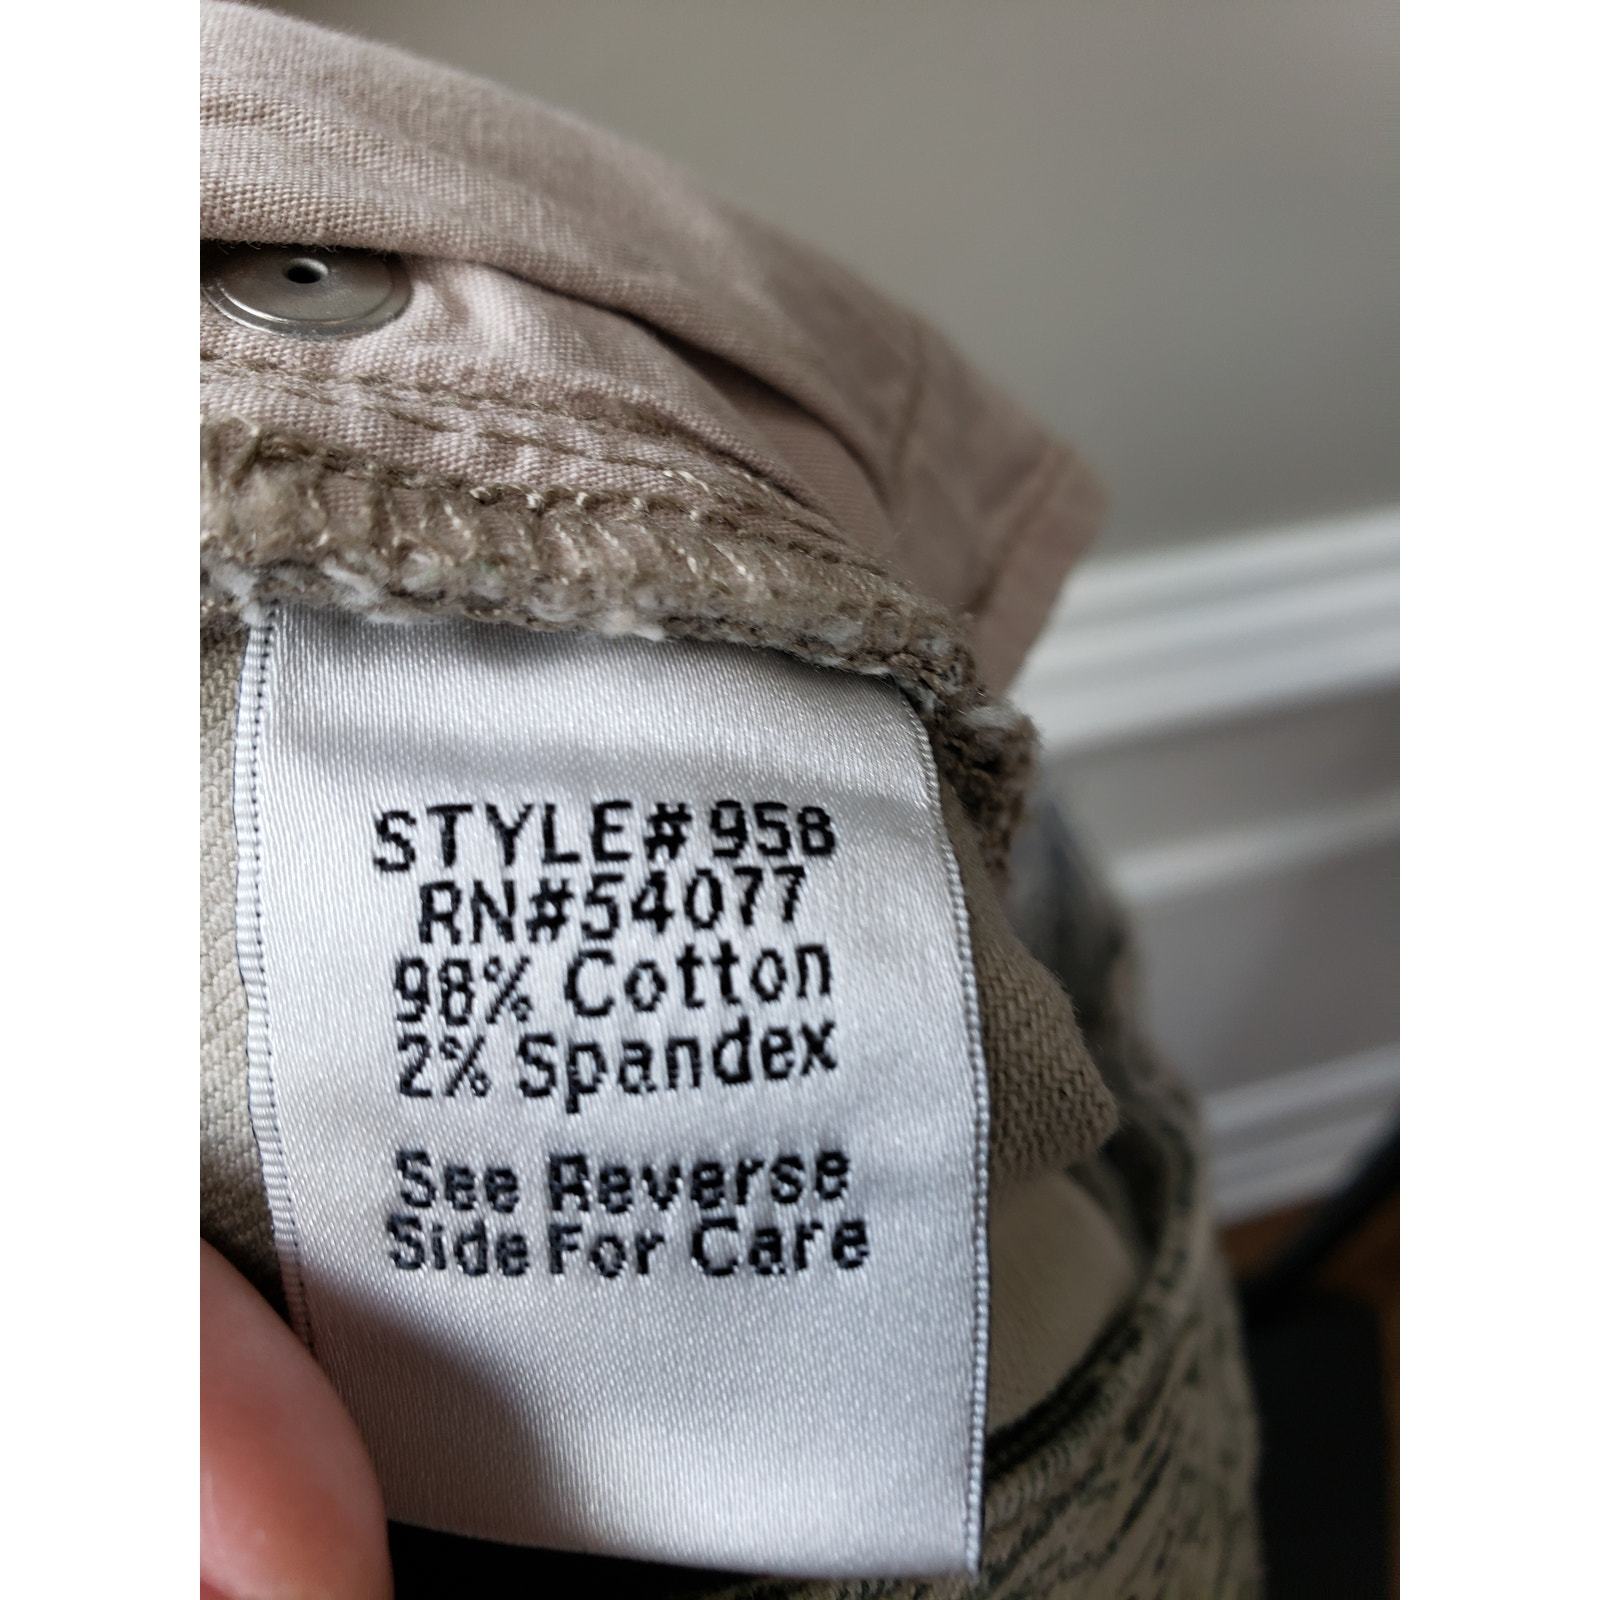 STYLE#958
RN#54077
98% Cotton
2% Spandex
See Reverse
Side For Care